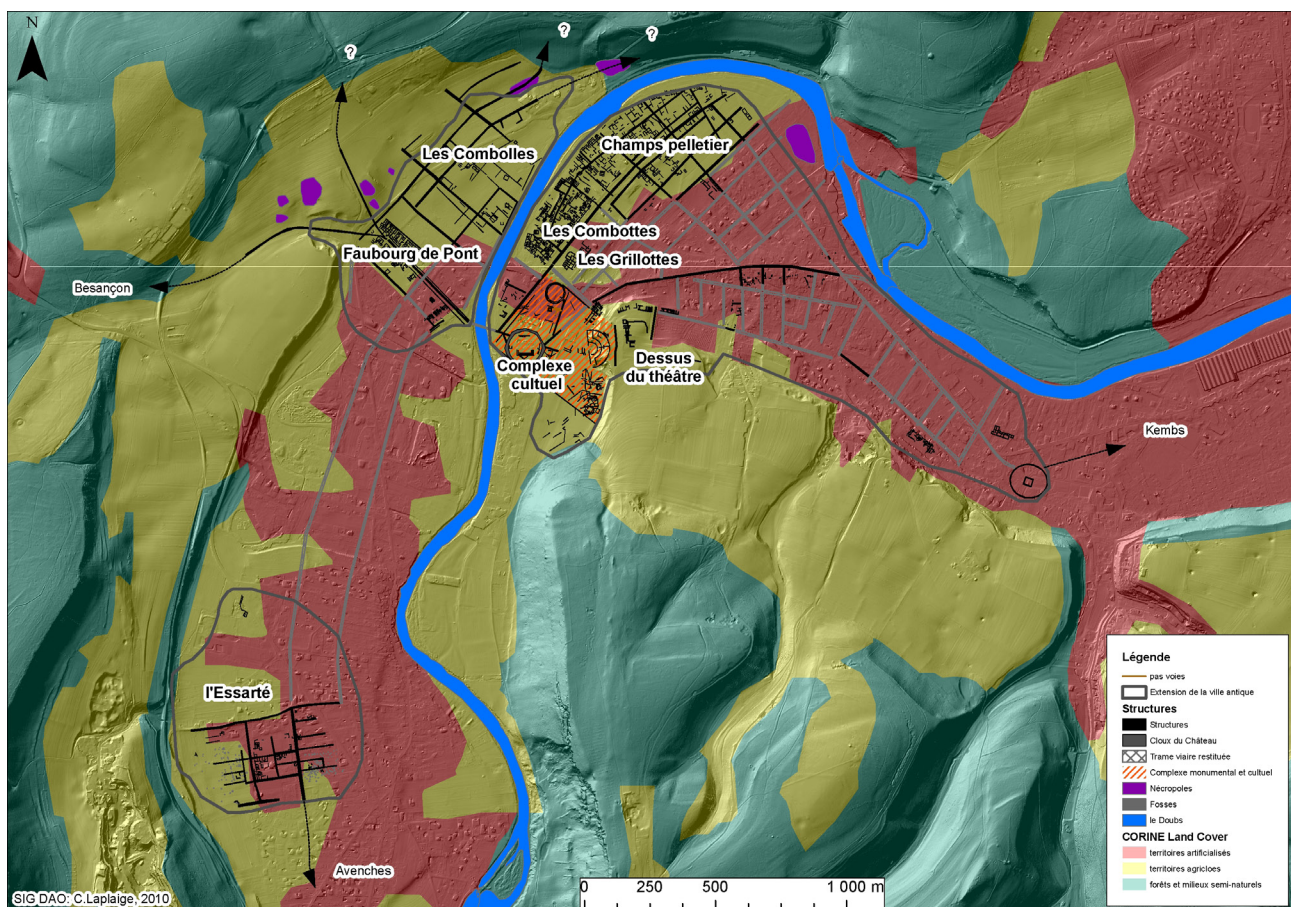 N
?
?
?
Les Combolles
Champs pelletier
Les Combottes
Les Grillottes
Faubourg de Pont
Besançon
Complexe
cultuel
Dessus
du théâtre
Kembs
l'Essarté
Avenches
Légende
pas voies
Extension de la ville antique
Structures
Structures
Cloux du Château
Trame viaire restituée
Complexe monumental et cultuel
Nécropoles
Fosses
le Doubs
CORINE Land Cover
territoires artificialisés
territoires agricloes
forêts et milieux semi-naturels
SIG DAO: C.Laplaige, 2010
0 250 500 1 000 m